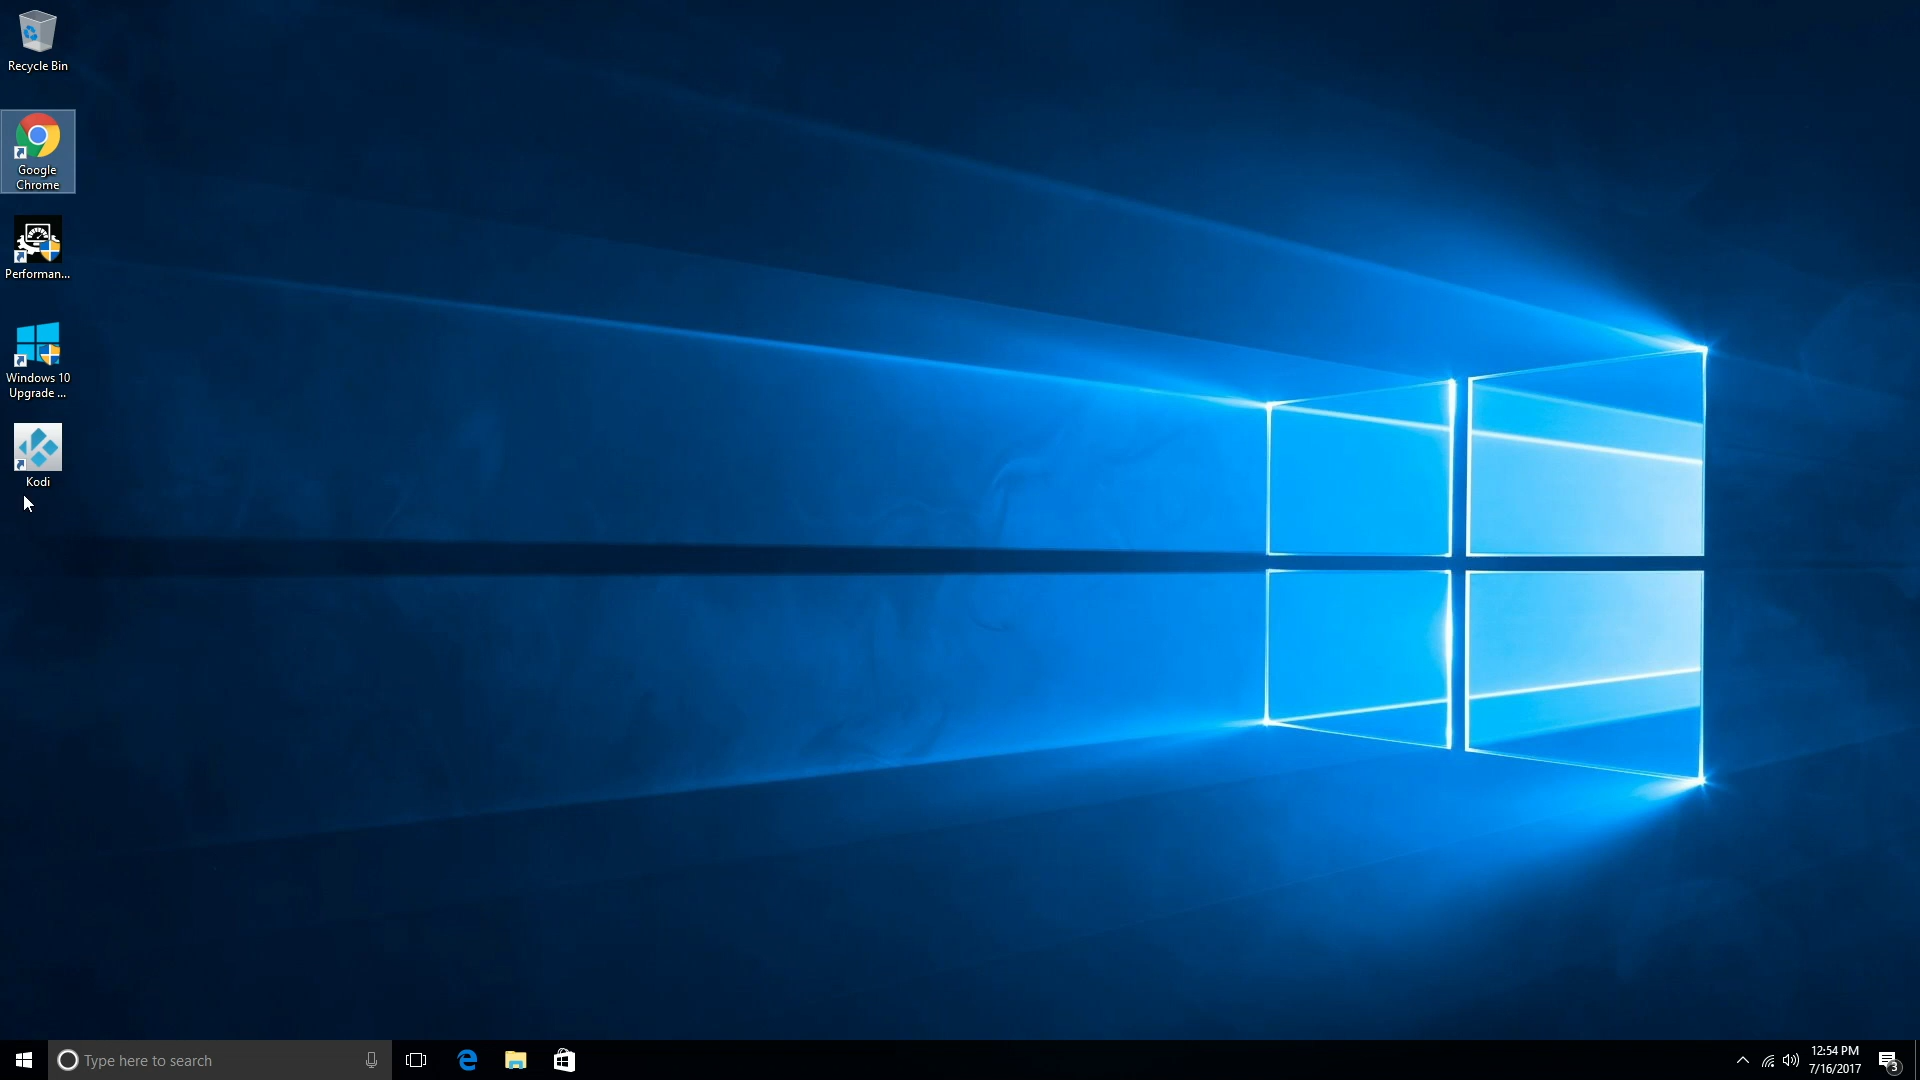 Recycle Bin
Google
Chrome
Performan...
Windows 10
Upgrade ...
Kodi
Type here to search
12:54 PM
7/16/2017
3